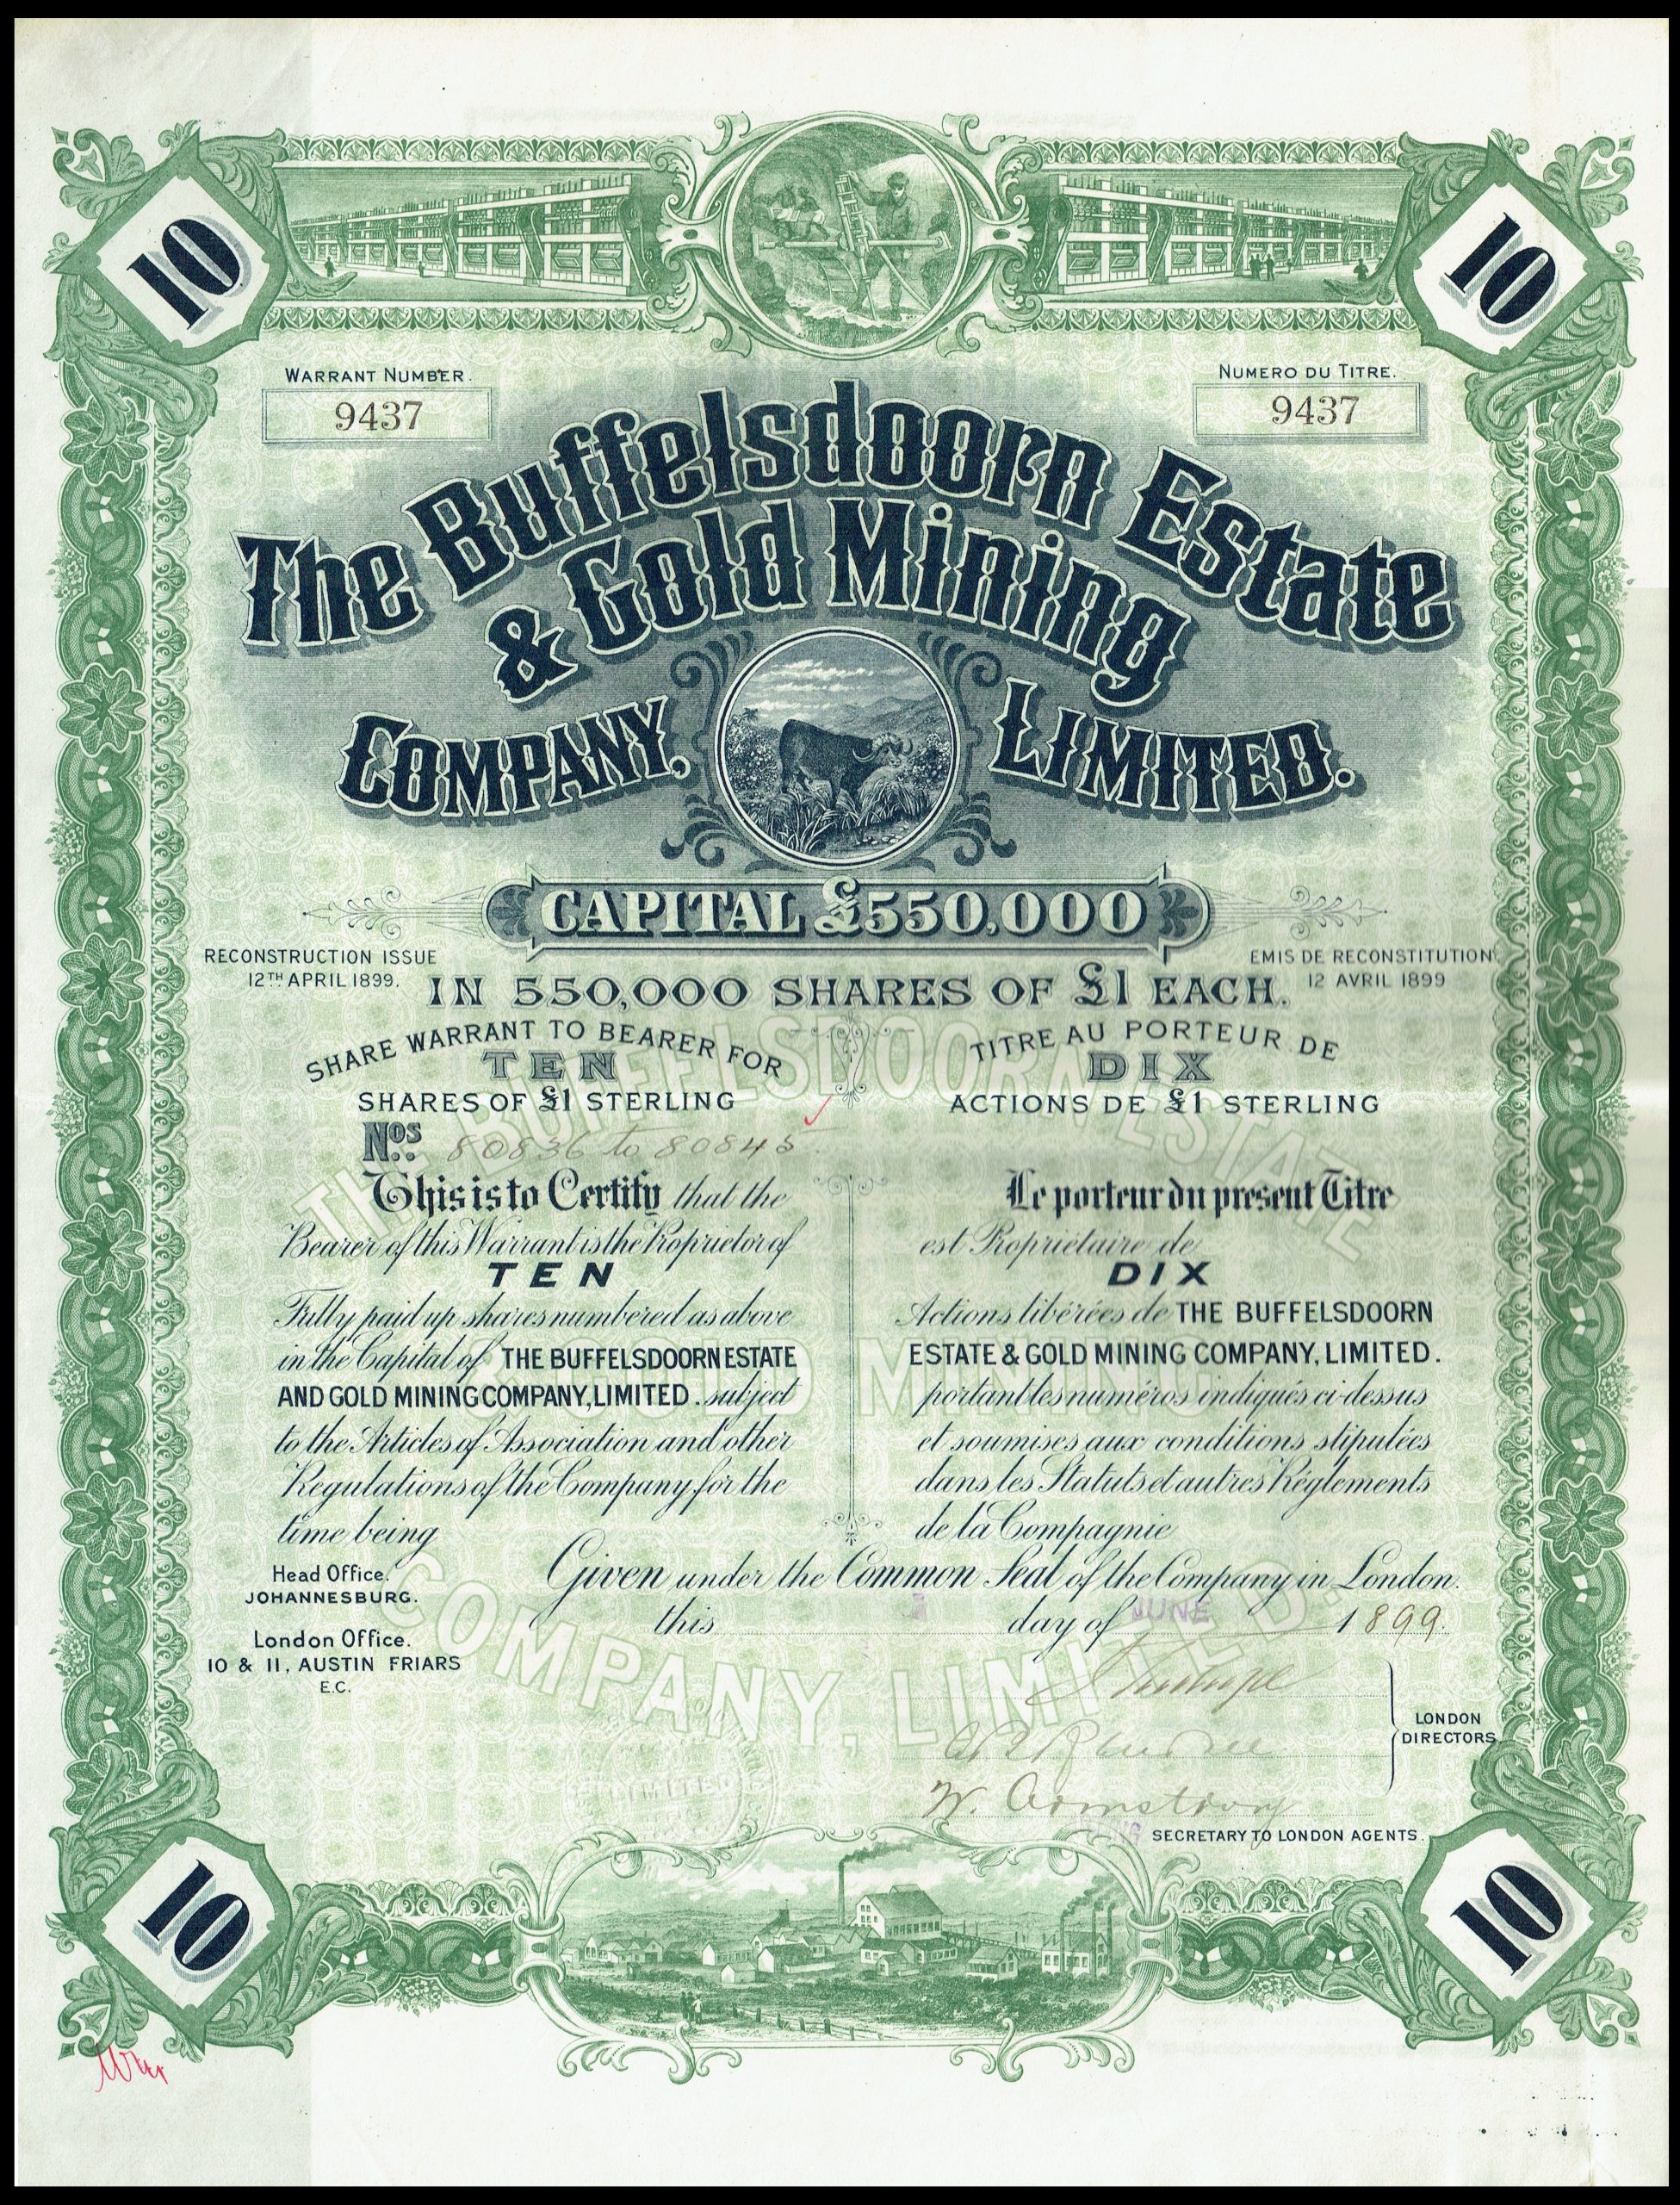 10
10
WARRANT NUMBER.
9437
NUMERO DU TITRE.
9437
The Buffelsdoorn Estate
& Gold Mining
COMPANY, LIMITED.
CAPITAL £550,000
RECONSTRUCTION ISSUE
12TH APRIL 1899.
EMIS DE RECONSTITUTION
12 AVRIL 1899
IN 550,000 SHARES OF £1 EACH.
SHARE WARRANT TO BEARER FOR
TEN
SHARES OF £1 STERLING
Nos. 80836 to 80845
This is to Certify that the
Bearer of this Warrant is the Proprietor of
TEN
Fully paid up shares numbered as above
in the Capital of THE BUFFELSDOORN ESTATE
AND GOLD MINING COMPANY, LIMITED. subject
to the Articles of Association and other
Regulations of the Company for the
time being
TITRE AU PORTEUR DE
DIX
ACTIONS DE £1 STERLING
Le porteur du present Titre
est Propriétaire de
DIX
Actions libérées de THE BUFFELSDOORN
ESTATE & GOLD MINING COMPANY, LIMITED.
portant les numéros indiqués ci-dessus
et soumises aux conditions stipulées
dans les Statuts et autres Réglements
de la Compagnie
THE BUFFELSDOORN ESTATE
& GOLD MINING
COMPANY, LIMITED.
Head Office.
JOHANNESBURG.
London Office.
10 & 11, AUSTIN FRIARS
E.C.
Given under the Common Seal of the Company in London.
this day of JUNE 1899.
LONDON
DIRECTORS
W. Armstrong
SECRETARY TO LONDON AGENTS.
LIMITED
10
10